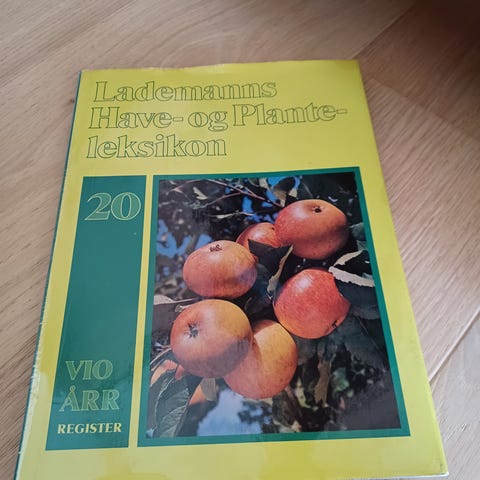 Lademanns
Have- og Plante-
leksikon
20
VIO
ÅRR
REGISTER